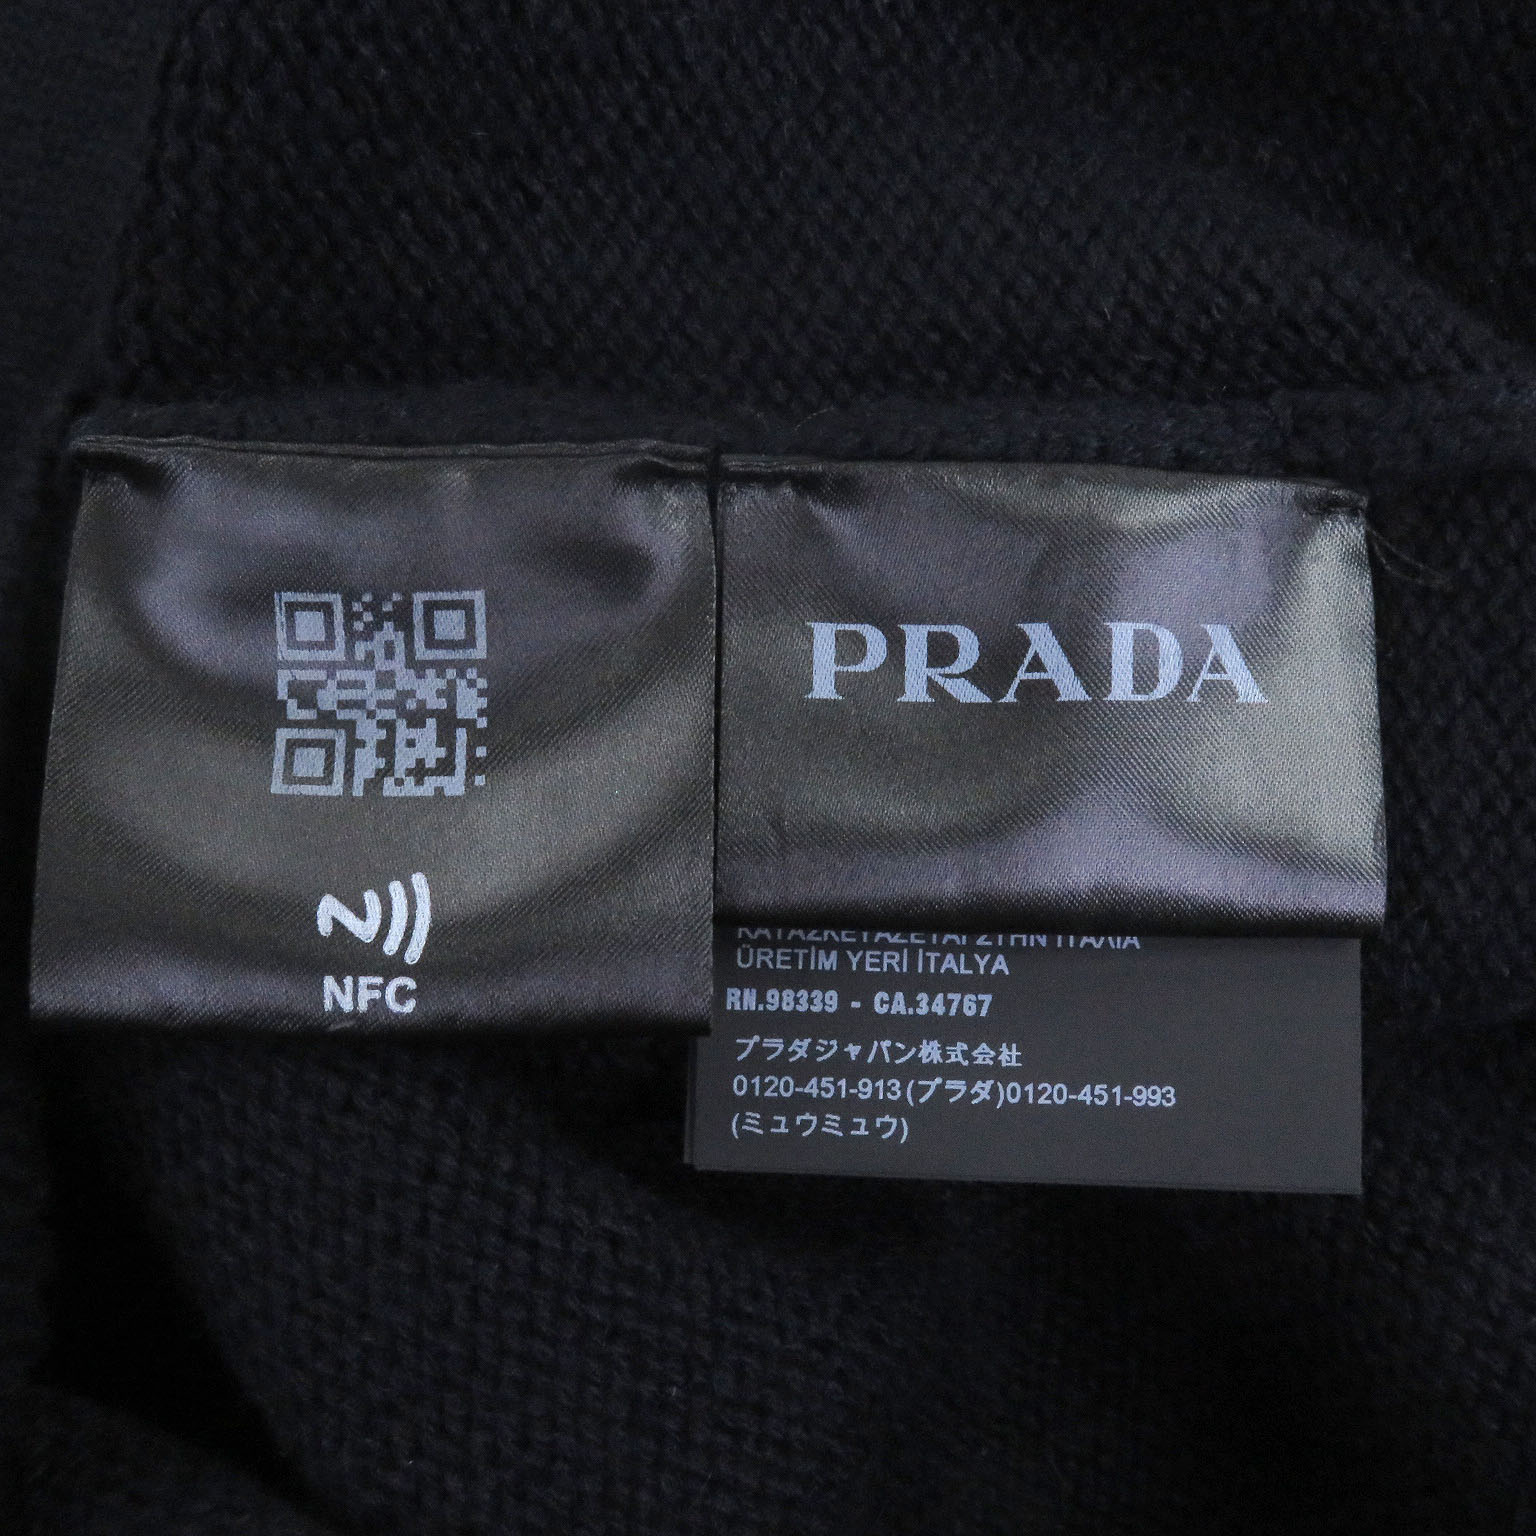 NFC
PRADA
ΚΑΤΑΣΚΕΥΑΖΕΤΑΙ ΣΤΗΝ ΙΤΑΛΙΑ
ÜRETİM YERİ İTALYA
RN.98339 - CA.34767
プラダジャパン株式会社
0120-451-913(プラダ)0120-451-993
(ミュウミュウ)